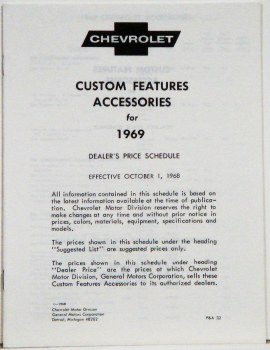 CHEVROLET
CUSTOM FEATURES
ACCESSORIES
for
1969
DEALER'S PRICE SCHEDULE
EFFECTIVE OCTOBER 1, 1968
All information contained in this schedule is based on
the latest information available at the time of publica-
tion. Chevrolet Motor Division reserves the right to
make changes at any time and without prior notice in
prices, colors, materials, equipment, specifications and
models.
The prices shown in this schedule under the heading
"Suggested List" are suggested prices only.
The prices shown in this schedule under heading
"Dealer Price" are the prices at which Chevrolet
Motor Division, General Motors Corporation, sells these
Custom Features Accessories to its authorized dealers.
Chevrolet Motor Division
General Motors Corporation
Detroit, Michigan 48202